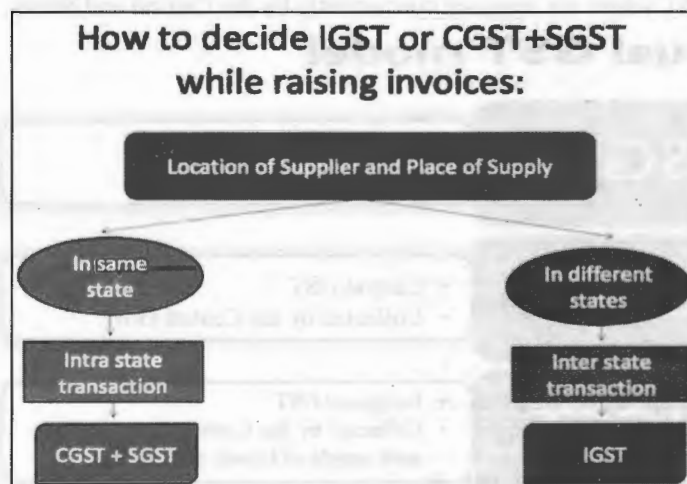 How to decide IGST or CGST+SGST
while raising invoices:
Location of Supplier and Place of Supply
In same
state
In different
states
Intra state
transaction
Inter state
transaction
CGST + SGST
IGST